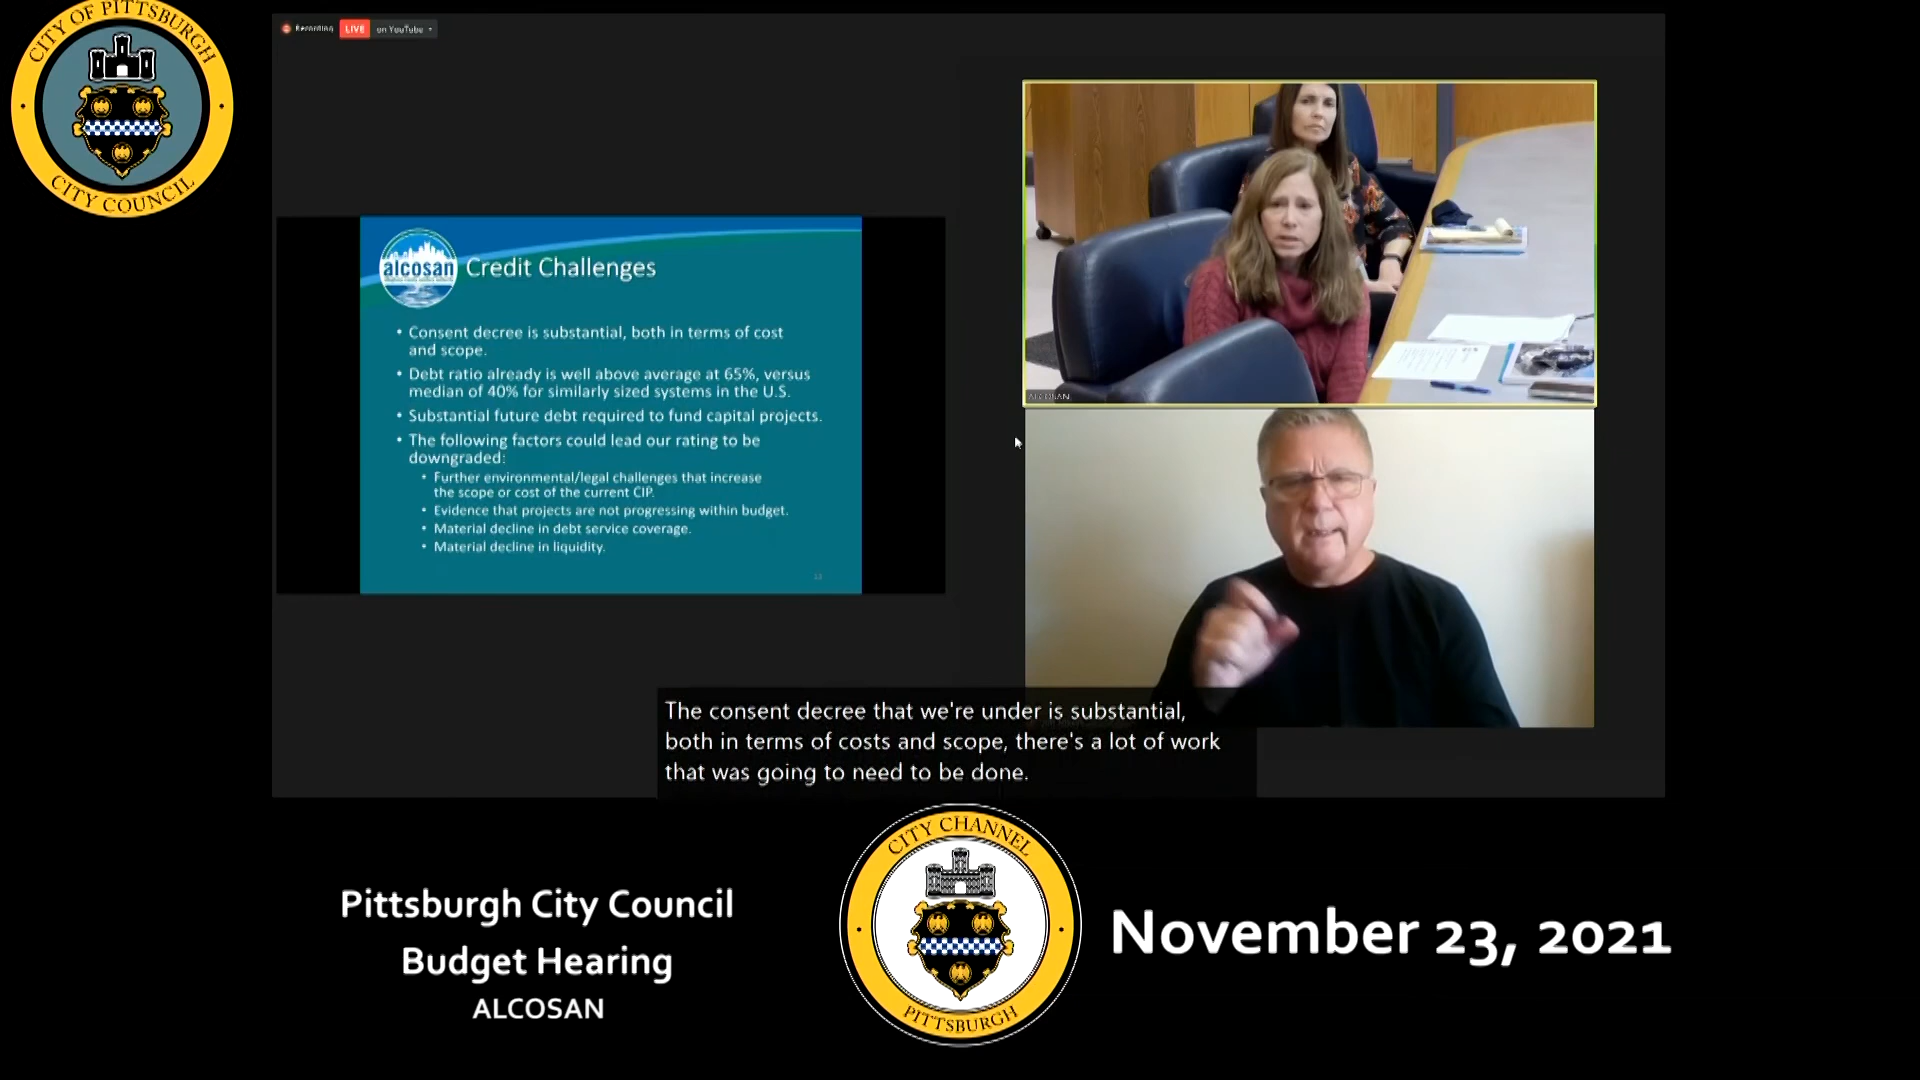 CITY OF PITTSBURGH
CITY COUNCIL
Recording
LIVE
on YouTube
alcosan
Credit Challenges
• Consent decree is substantial, both in terms of cost
and scope.
• Debt ratio already is well above average at 65%, versus
median of 40% for similarly sized systems in the U.S.
• Substantial future debt required to fund capital projects.
• The following factors could lead our rating to be
downgraded:
• Further environmental/legal challenges that increase
the scope or cost of the current CIP.
• Evidence that projects are not progressing within budget.
• Material decline in debt service coverage.
• Material decline in liquidity.
13
ALCOSAN
The consent decree that we're under is substantial,
both in terms of costs and scope, there's a lot of work
that was going to need to be done.
Pittsburgh City Council
Budget Hearing
ALCOSAN
CITY CHANNEL
PITTSBURGH
November 23, 2021